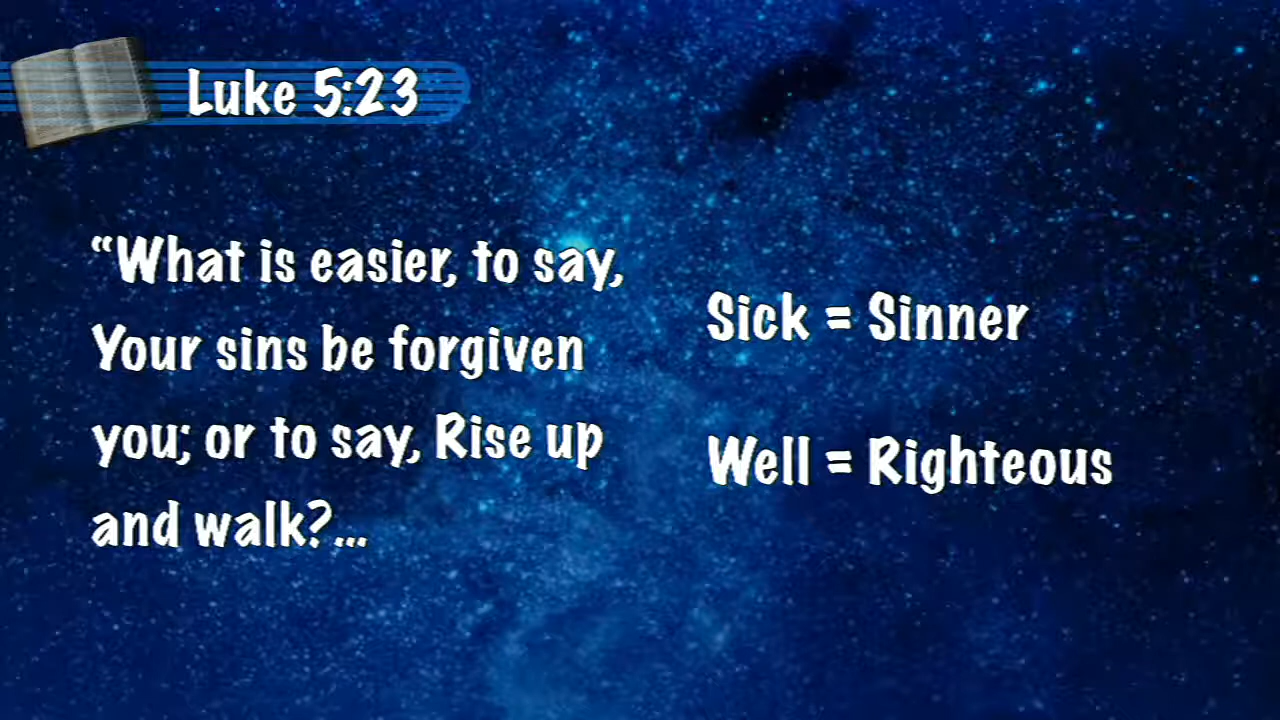 Luke 5:23
“What is easier, to say,
Your sins be forgiven
you; or to say, Rise up
and walk?...
Sick = Sinner
Well = Righteous